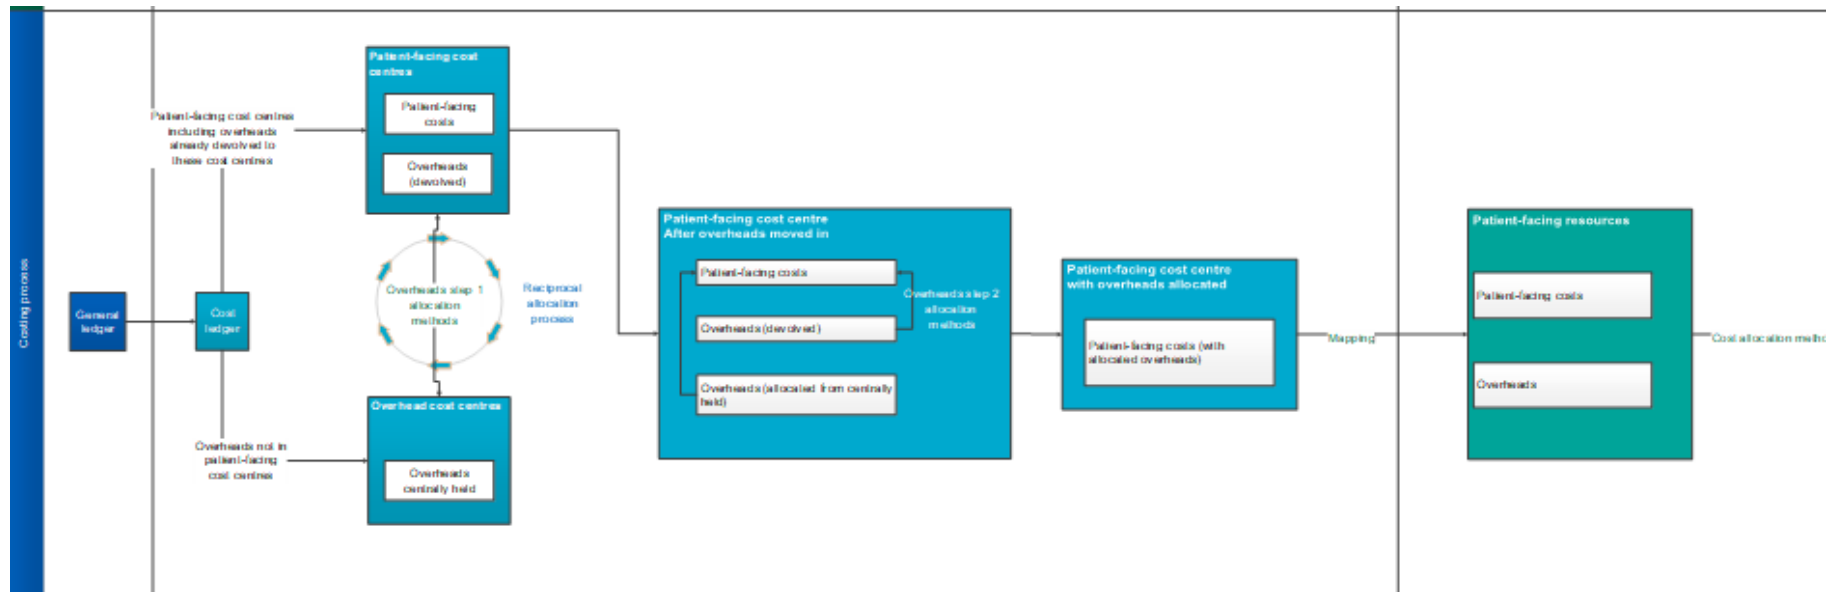 Costing process
General
ledger
Cost
ledger
Patient-facing cost centres
including overheads
already devolved to
these cost centres
Overheads not in
patient-facing
cost centres
Patient-facing cost
centres
Patient-facing
costs
Overheads
(devolved)
Overheads step 1
allocation
methods
Reciprocal
allocation
process
Overhead cost centres
Overheads
centrally held
Patient-facing cost centre
After overheads moved in
Patient-facing costs
Overheads (devolved)
Overheads (allocated from centrally
held)
Overheads step 2
allocation
methods
Patient-facing cost centre
with overheads allocated
Patient-facing costs (with
allocated overheads)
Mapping
Patient-facing resources
Patient-facing costs
Overheads
Cost allocation metho